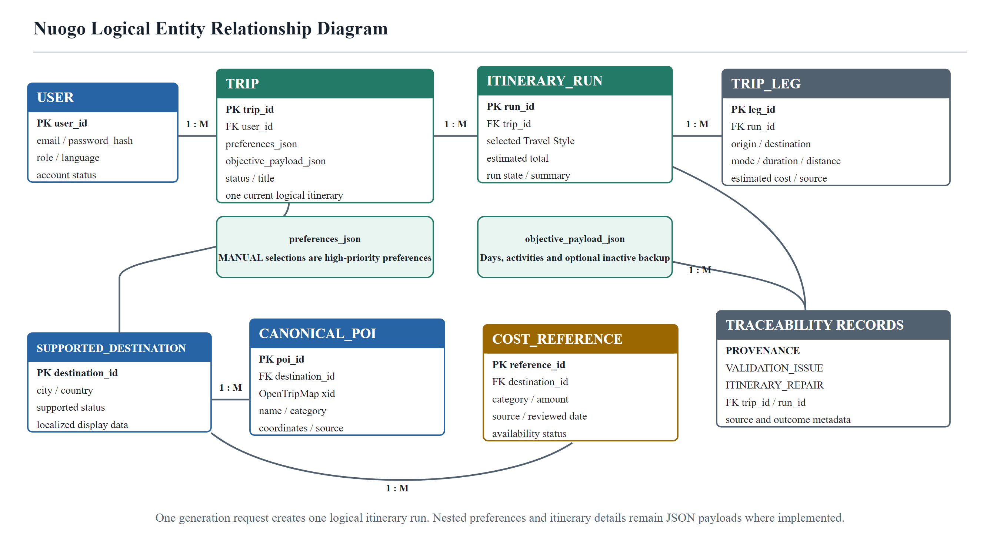 Nuogo Logical Entity Relationship Diagram
USER
PK user_id
email / password_hash
role / language
account status
1 : M
TRIP
PK trip_id
FK user_id
preferences_json
objective_payload_json
status / title
one current logical itinerary
1 : M
ITINERARY_RUN
PK run_id
FK trip_id
selected Travel Style
estimated total
run state / summary
1 : M
TRIP_LEG
PK leg_id
FK run_id
origin / destination
mode / duration / distance
estimated cost / source
preferences_json
MANUAL selections are high-priority preferences
objective_payload_json
Days, activities and optional inactive backup
1 : M
SUPPORTED_DESTINATION
PK destination_id
city / country
supported status
localized display data
1 : M
CANONICAL_POI
PK poi_id
FK destination_id
OpenTripMap xid
name / category
coordinates / source
COST_REFERENCE
PK reference_id
FK destination_id
category / amount
source / reviewed date
availability status
TRACEABILITY RECORDS
PROVENANCE
VALIDATION_ISSUE
ITINERARY_REPAIR
FK trip_id / run_id
source and outcome metadata
1 : M
One generation request creates one logical itinerary run. Nested preferences and itinerary details remain JSON payloads where implemented.